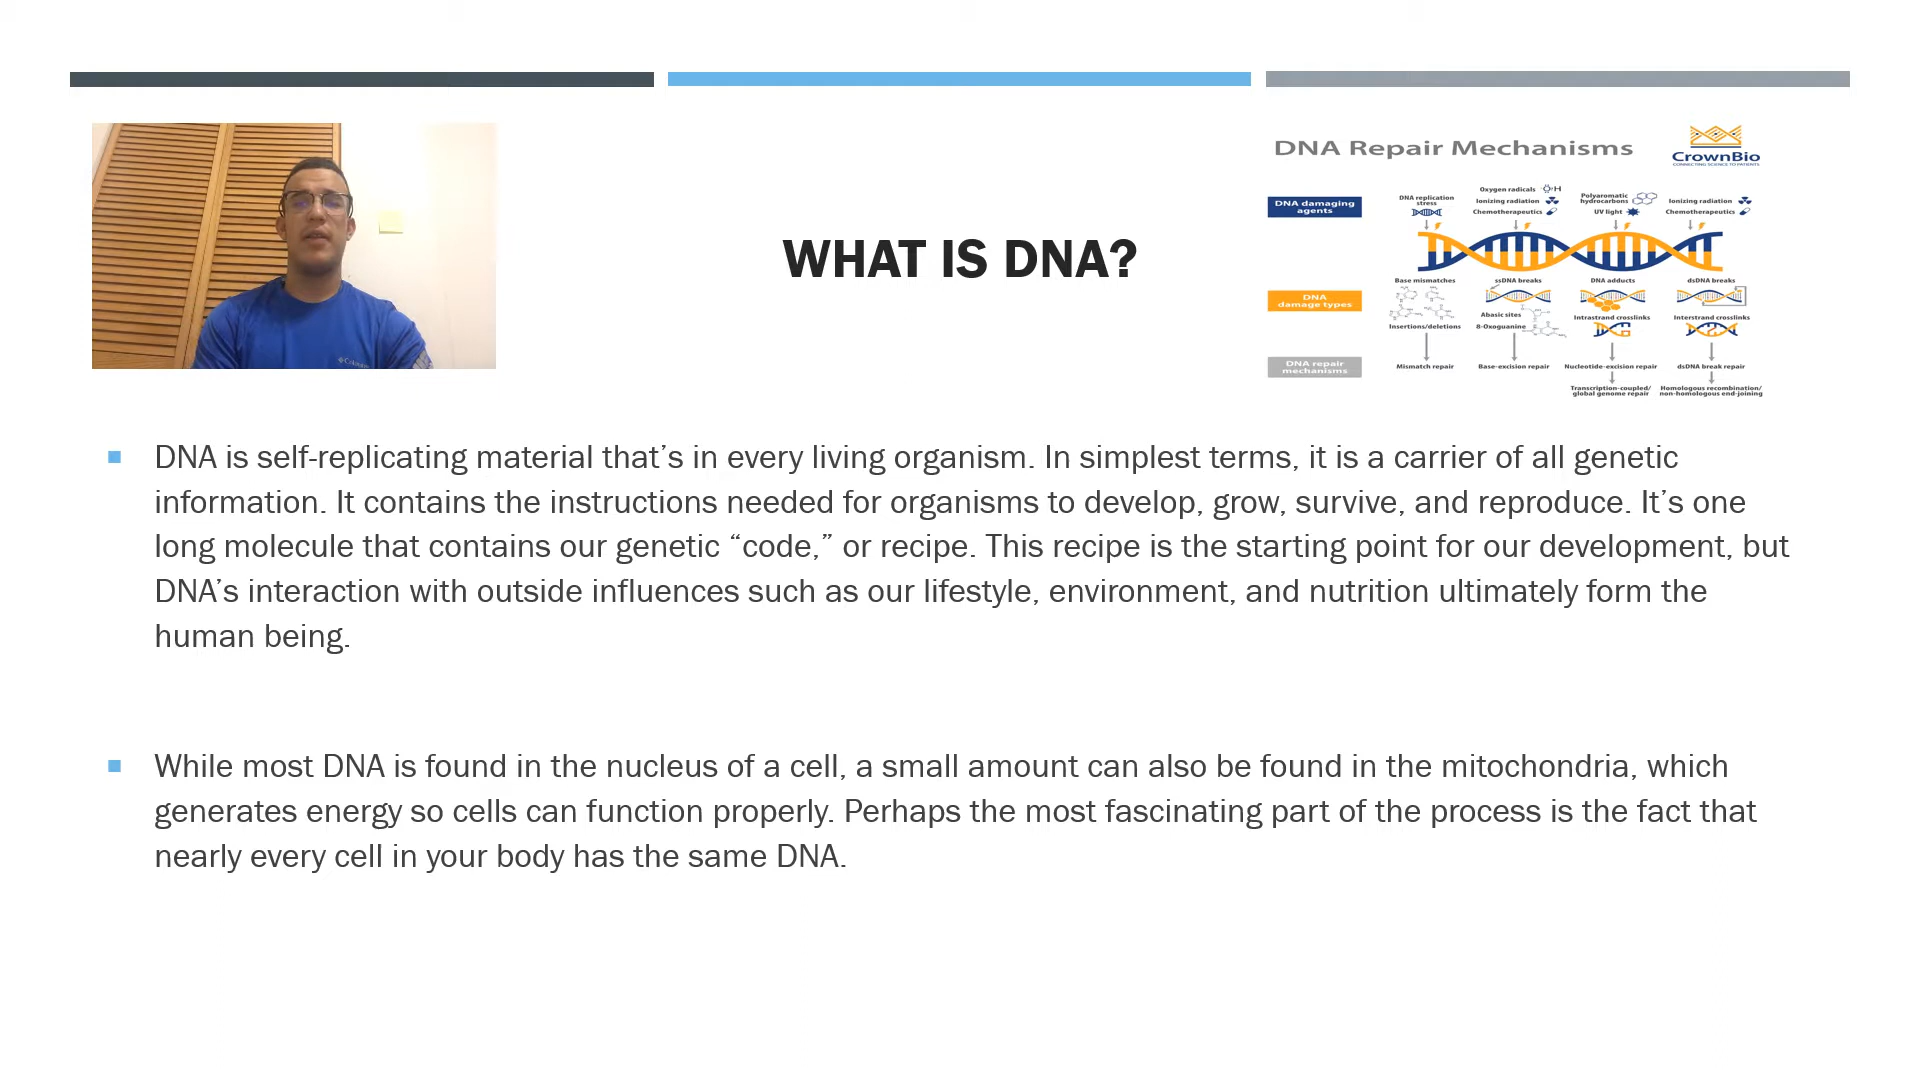 WHAT IS DNA?
DNA Repair Mechanisms
CrownBio
CONNECTING SCIENCE TO PATIENTS
DNA damaging
agents
DNA replication
stress
Oxygen radicals
Ionizing radiation
Chemotherapeutics
Polyaromatic
hydrocarbons
UV light
Ionizing radiation
Chemotherapeutics
DNA
damage types
Base mismatches
Insertions/deletions
ssDNA breaks
Abasic sites
8-Oxoguanine
DNA adducts
Intrastrand crosslinks
dsDNA breaks
Interstrand crosslinks
DNA repair
mechanisms
Mismatch repair
Base-excision repair
Nucleotide-excision repair
Transcription-coupled/
global genome repair
dsDNA break repair
Homologous recombination/
non-homologous end-joining
DNA is self-replicating material that’s in every living organism. In simplest terms, it is a carrier of all genetic
information. It contains the instructions needed for organisms to develop, grow, survive, and reproduce. It’s one
long molecule that contains our genetic “code,” or recipe. This recipe is the starting point for our development, but
DNA’s interaction with outside influences such as our lifestyle, environment, and nutrition ultimately form the
human being.
While most DNA is found in the nucleus of a cell, a small amount can also be found in the mitochondria, which
generates energy so cells can function properly. Perhaps the most fascinating part of the process is the fact that
nearly every cell in your body has the same DNA.